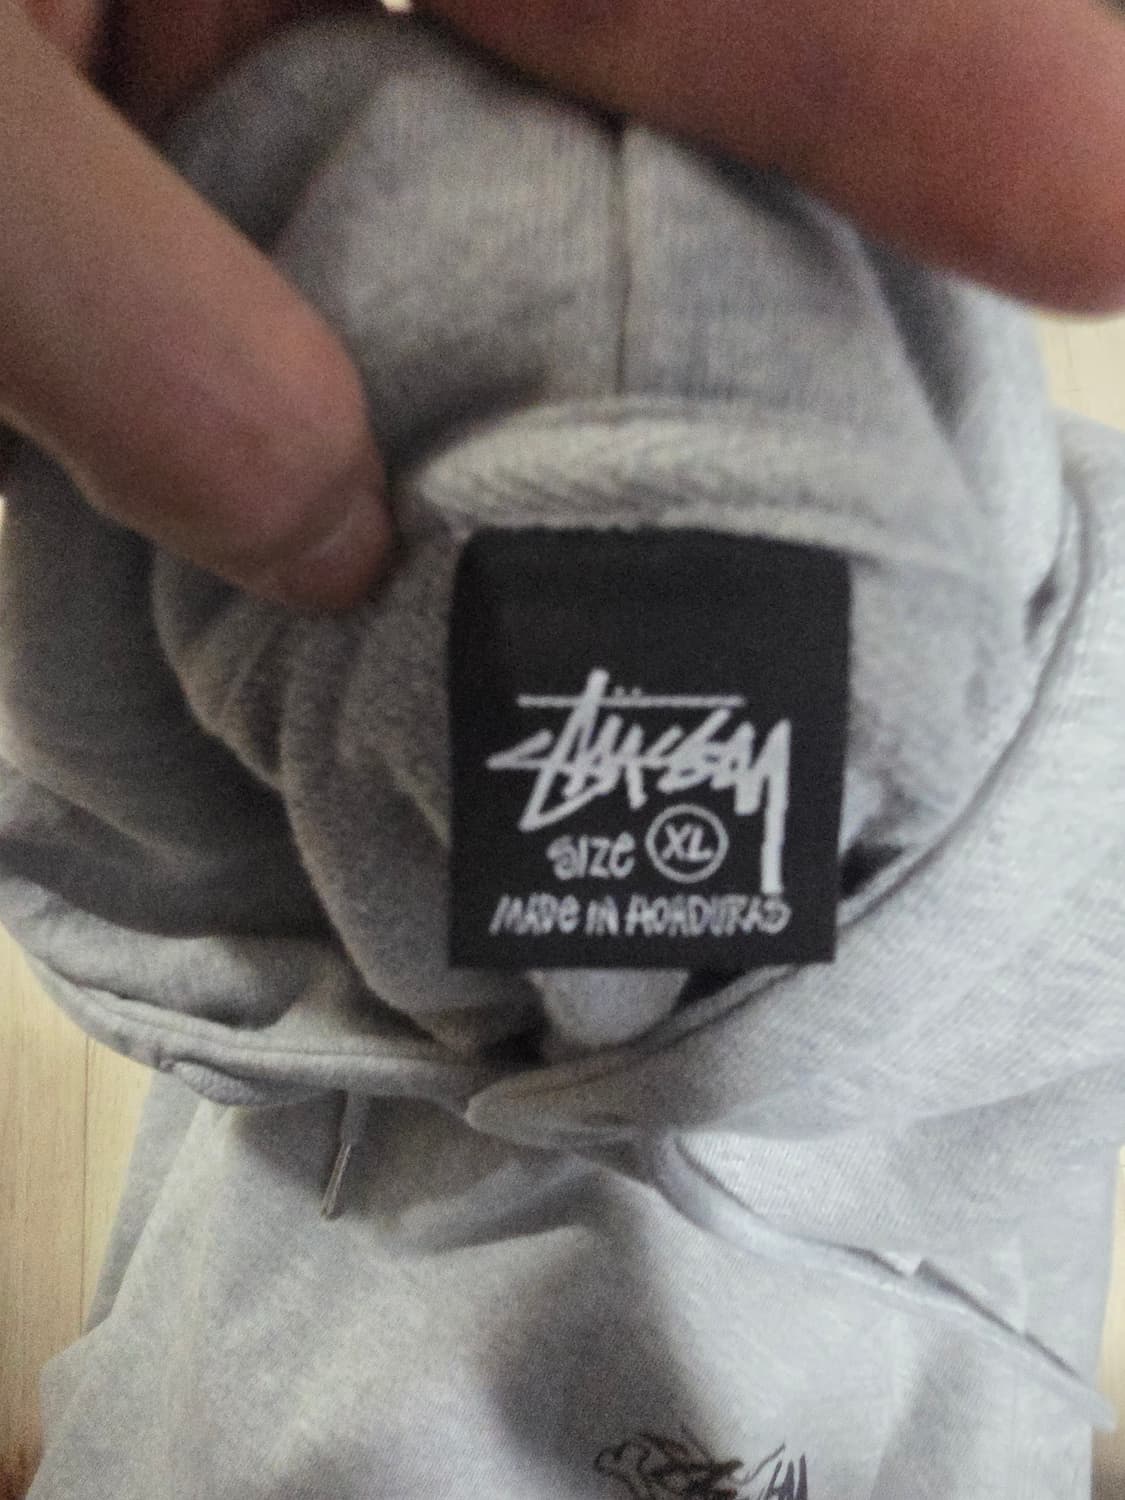 Stüssy
SIZE XL
MADE IN HONDURAS